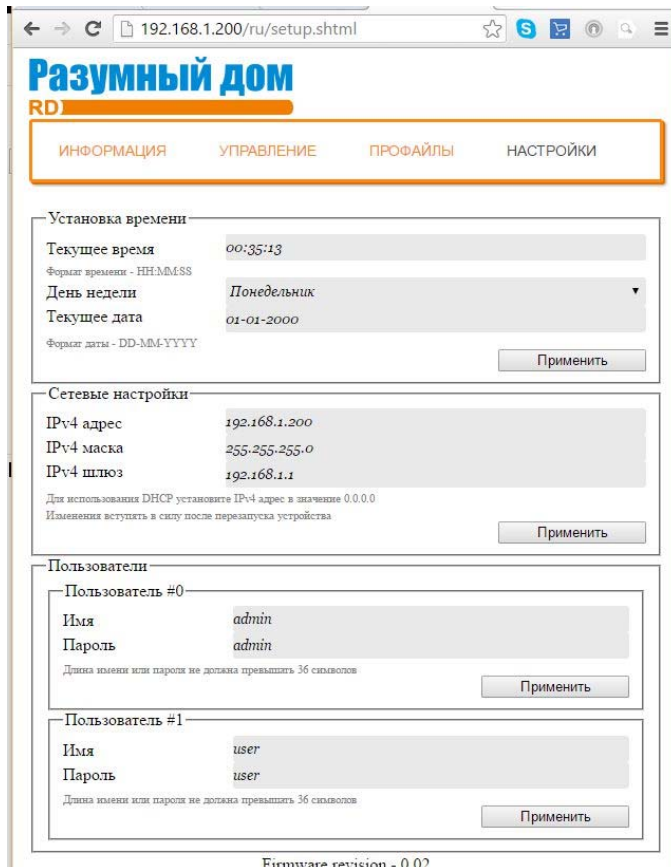 192.168.1.200/ru/setup.shtml
Разумный дом
RD
ИНФОРМАЦИЯ УПРАВЛЕНИЕ ПРОФАЙЛЫ НАСТРОЙКИ
Установка времени
Текущее время 00:35:13
Формат времени - HH:MM:SS
День недели Понедельник
Текущее дата 01-01-2000
Формат даты - DD-MM-YYYY
Применить
Сетевые настройки
IPv4 адрес 192.168.1.200
IPv4 маска 255.255.255.0
IPv4 шлюз 192.168.1.1
Для использования DHCP установите IPv4 адрес в значение 0.0.0.0
Изменения вступять в силу после перезапуска устройства
Применить
Пользователи
Пользователь #0
Имя admin
Пароль admin
Длина имени или пароля не должна превышать 36 символов
Применить
Пользователь #1
Имя user
Пароль user
Длина имени или пароля не должна превышать 36 символов
Применить
Firmware revision - 0.02